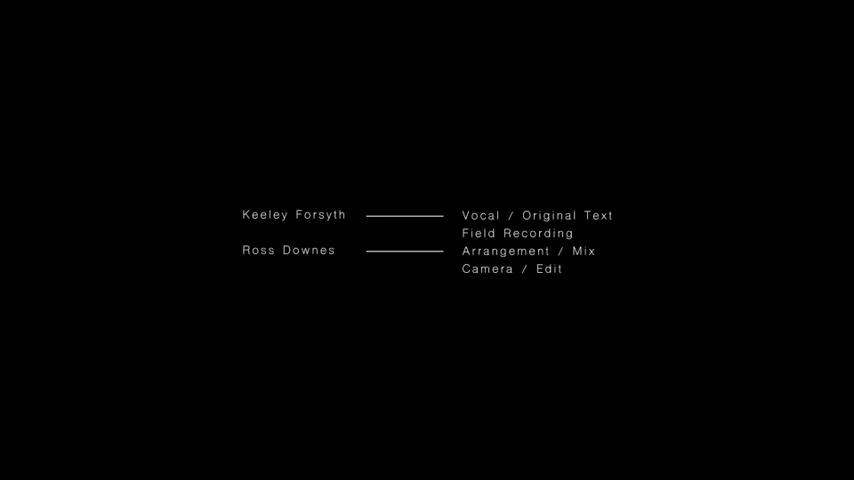 Keeley Forsyth Vocal / Original Text
Field Recording
Ross Downes Arrangement / Mix
Camera / Edit